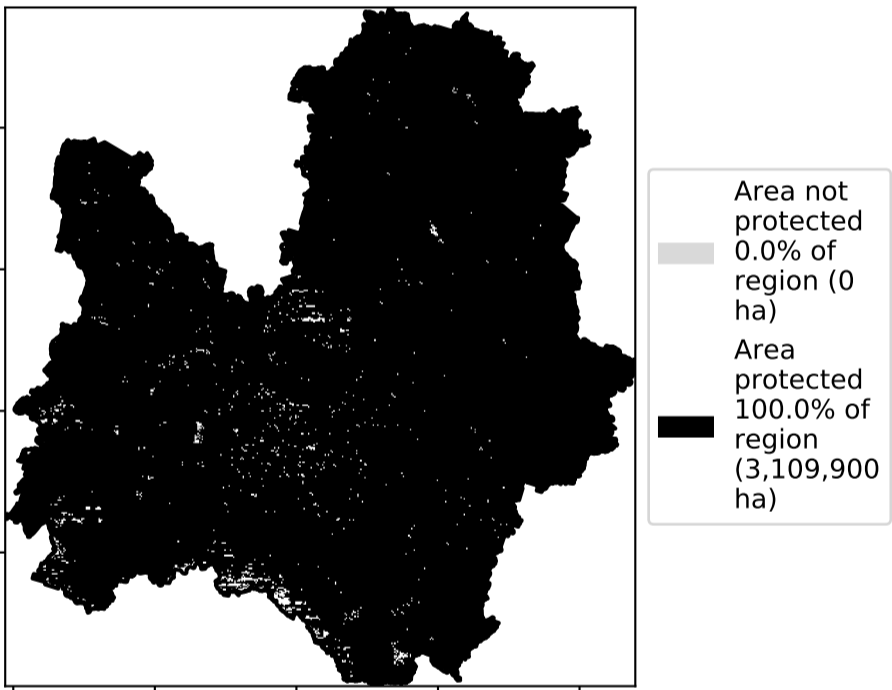 Area not
protected
0.0% of
region (0
ha)
Area
protected
100.0% of
region
(3,109,900
ha)